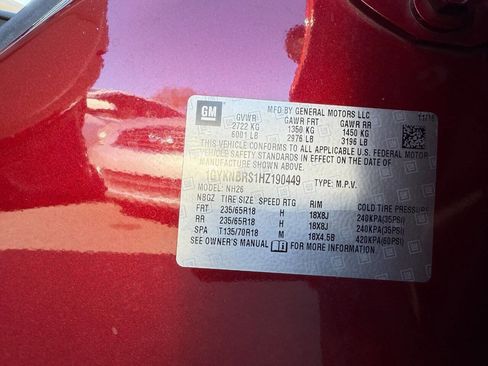 GM
MFD BY GENERAL MOTORS LLC
GVWR GAWR FRT GAWR RR
2722 KG 1350 KG 1450 KG
6001 LB 2976 LB 3196 LB
THIS VEHICLE CONFORMS TO ALL APPLICABLE U.S. FEDERAL MOTOR
VEHICLE SAFETY STANDARDS IN EFFECT ON THE DATE OF
MANUFACTURE SHOWN ABOVE.
TYPE: M.P.V.
MODEL: NH26
NBGZ TIRE SIZE SPEED RTG RIM COLD TIRE PRESSURE
FRT 235/65R18 H 18X8J 240KPA(35PSI)
RR 235/65R18 H 18X8J 240KPA(35PSI)
SPA T135/70R18 M 18X4.5B 420KPA(60PSI)
SEE OWNER'S MANUAL FOR MORE INFORMATION.